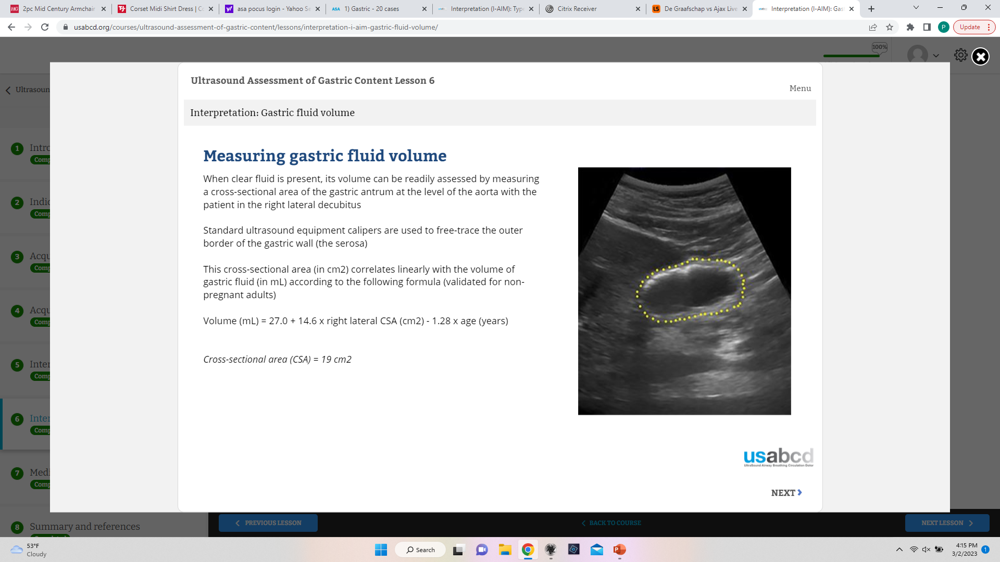 2pc Mid Century Armchair
Corset Midi Shirt Dress | C
asa pocus login - Yahoo Se
ASA 1) Gastric - 20 cases
Interpretation (I-AIM): Typ
Citrix Receiver
De Graafschap vs Ajax Live
Interpretation (I-AIM): Gas
usabcd.org/courses/ultrasound-assessment-of-gastric-content/lessons/interpretation-i-aim-gastric-fluid-volume/
P
Update
100%
Ultrasound Assessment of Gastric Content Lesson 6
Menu
Interpretation: Gastric fluid volume
Ultrasoun
1 Intro
Comp
2 Indic
Comp
3 Acqu
Comp
4 Acqu
Comp
5 Inter
Comp
6 Inter
Comp
7 Medi
Comp
8 Summary and references
Completed
Measuring gastric fluid volume
When clear fluid is present, its volume can be readily assessed by measuring
a cross-sectional area of the gastric antrum at the level of the aorta with the
patient in the right lateral decubitus
Standard ultrasound equipment calipers are used to free-trace the outer
border of the gastric wall (the serosa)
This cross-sectional area (in cm2) correlates linearly with the volume of
gastric fluid (in mL) according to the following formula (validated for non-
pregnant adults)
Volume (mL) = 27.0 + 14.6 x right lateral CSA (cm2) - 1.28 x age (years)
Cross-sectional area (CSA) = 19 cm2
usabcd
UltraSound Airway Breathing Circulation Dolor
NEXT
PREVIOUS LESSON
BACK TO COURSE
NEXT LESSON
53°F
Cloudy
Search
4:15 PM
3/2/2023
1